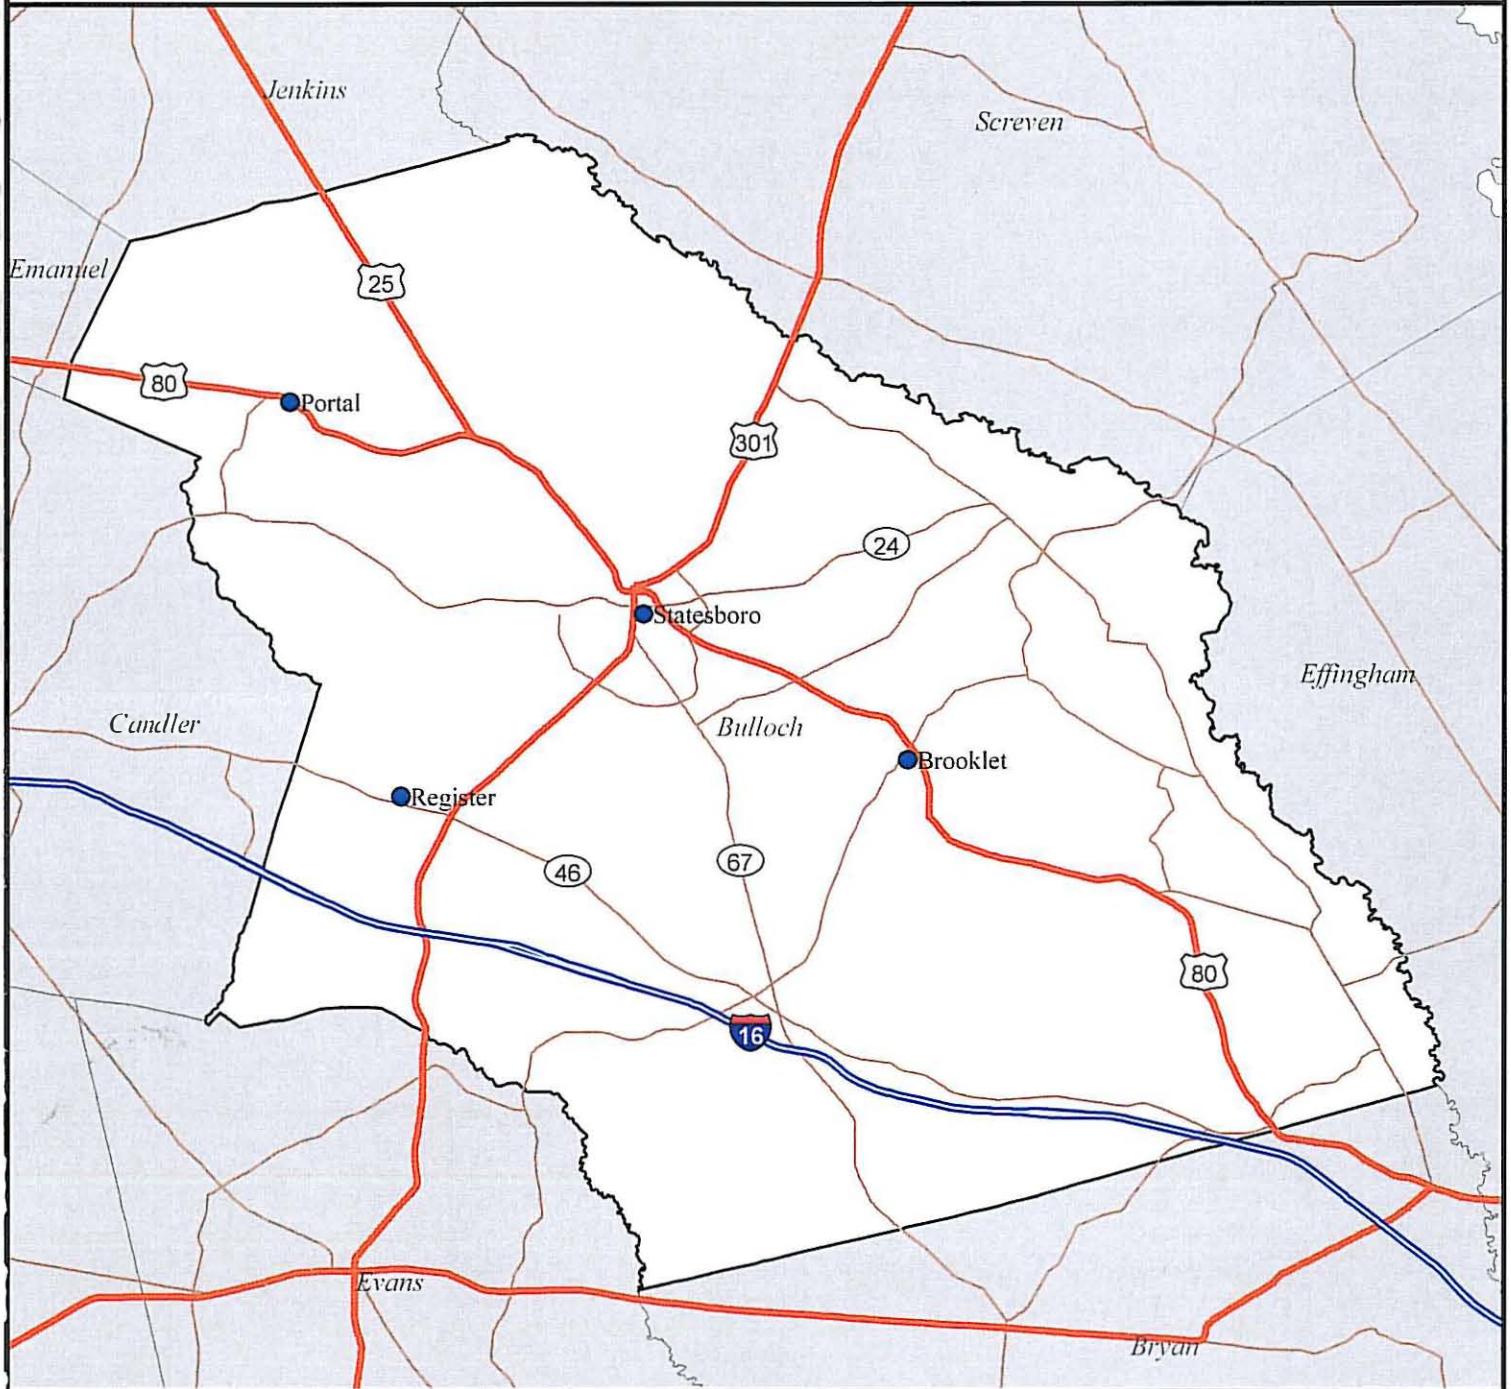 Jenkins
Screven
Emanuel
25
80
Portal
301
24
Statesboro
Effingham
Candler
Bulloch
Brooklet
Register
46
67
80
16
Evans
Bryan